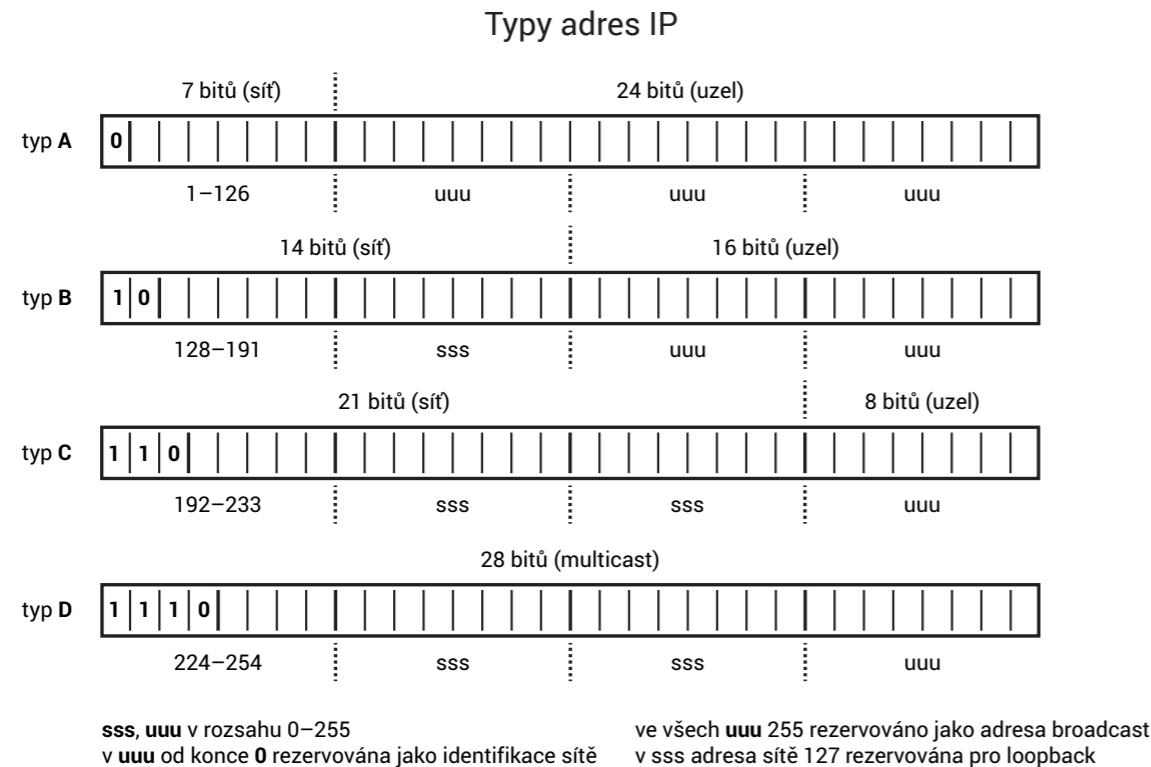 Typy adres IP
7 bitů (síť) 24 bitů (uzel)
typ A 0
1–126 uuu uuu uuu
14 bitů (síť) 16 bitů (uzel)
typ B 1 0
128–191 sss uuu uuu
21 bitů (síť) 8 bitů (uzel)
typ C 1 1 0
192–233 sss sss uuu
28 bitů (multicast)
typ D 1 1 1 0
224–254 sss sss uuu
sss, uuu v rozsahu 0–255 ve všech uuu 255 rezervováno jako adresa broadcast
v uuu od konce 0 rezervována jako identifikace sítě v sss adresa sítě 127 rezervována pro loopback